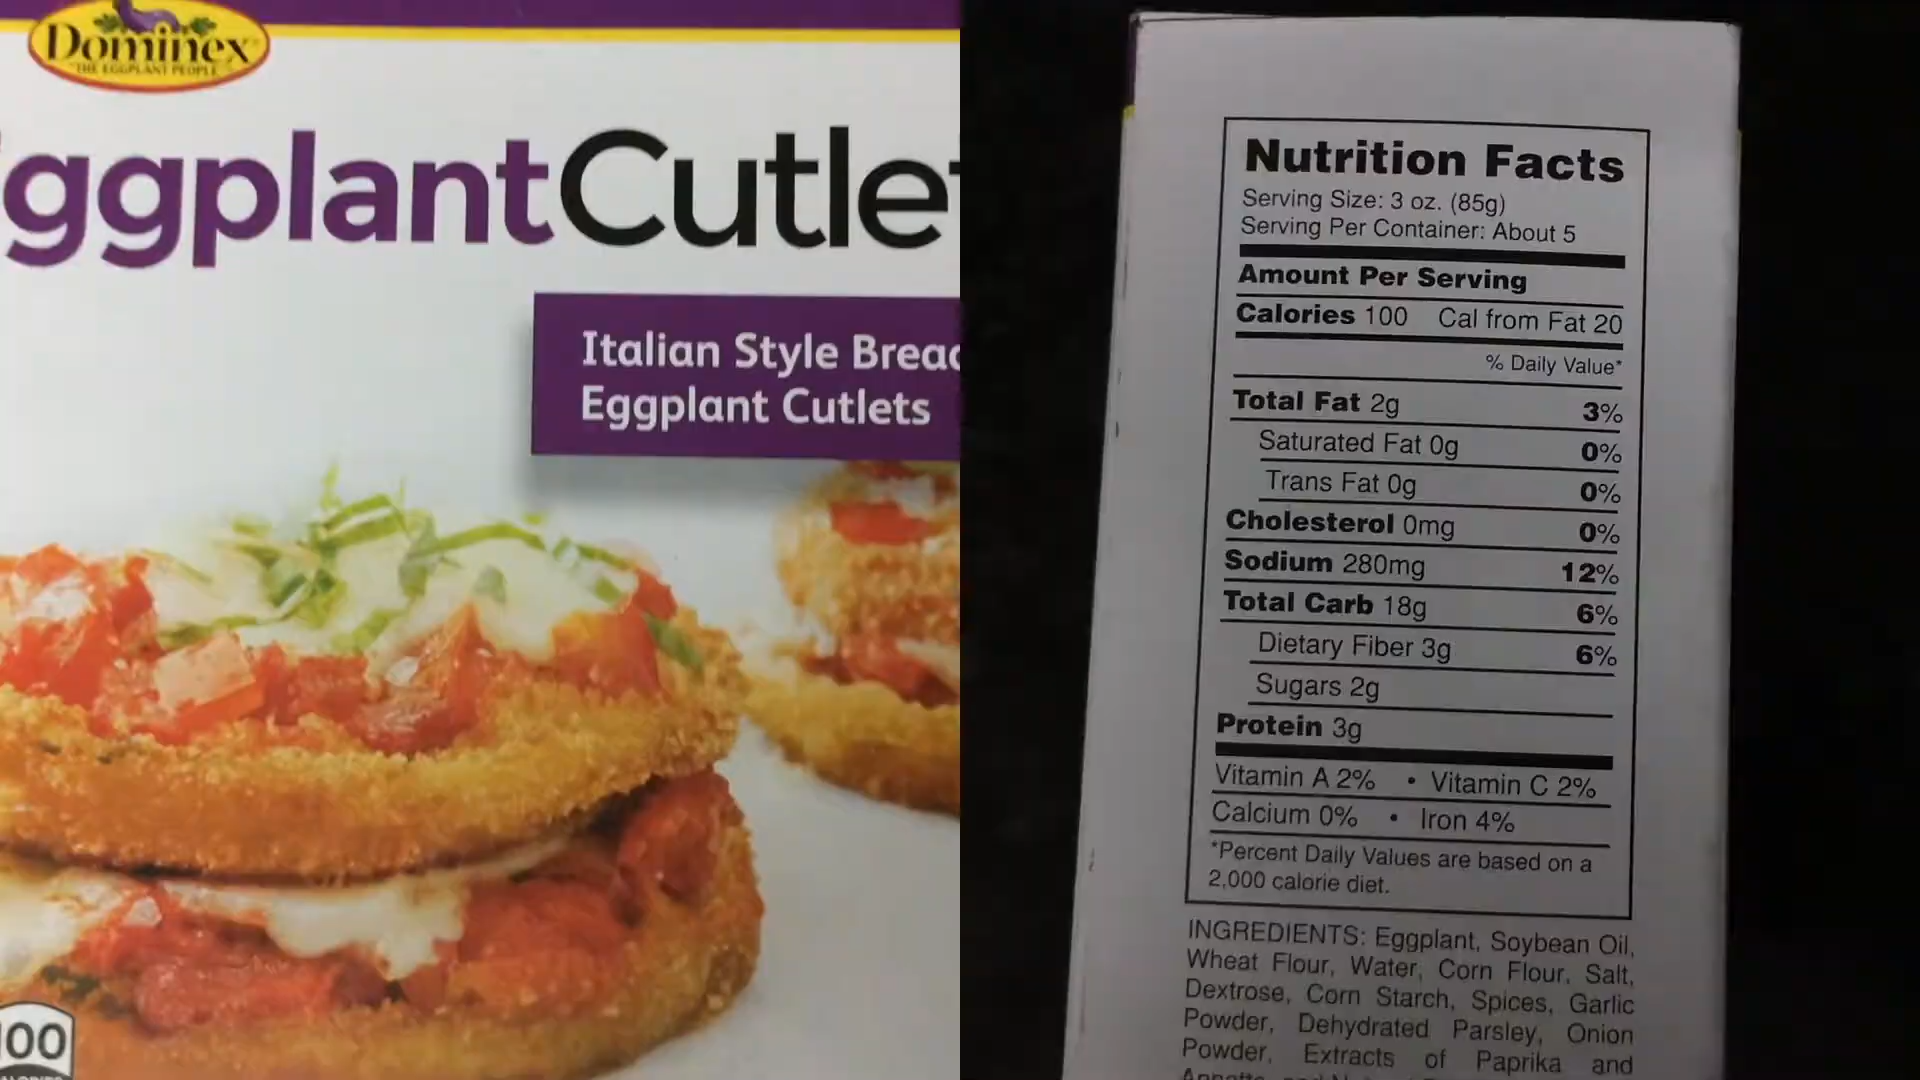 Dominex
"THE EGGPLANT PEOPLE"
ggplantCutle
Italian Style Bread
Eggplant Cutlets
100
Nutrition Facts
Serving Size: 3 oz. (85g)
Serving Per Container: About 5
Amount Per Serving
Calories 100 Cal from Fat 20
% Daily Value*
Total Fat 2g 3%
Saturated Fat 0g 0%
Trans Fat 0g 0%
Cholesterol 0mg 0%
Sodium 280mg 12%
Total Carb 18g 6%
Dietary Fiber 3g 6%
Sugars 2g
Protein 3g
Vitamin A 2% • Vitamin C 2%
Calcium 0% • Iron 4%
*Percent Daily Values are based on a
2,000 calorie diet.
INGREDIENTS: Eggplant, Soybean Oil,
Wheat Flour, Water, Corn Flour, Salt,
Dextrose, Corn Starch, Spices, Garlic
Powder, Dehydrated Parsley, Onion
Powder, Extracts of Paprika and